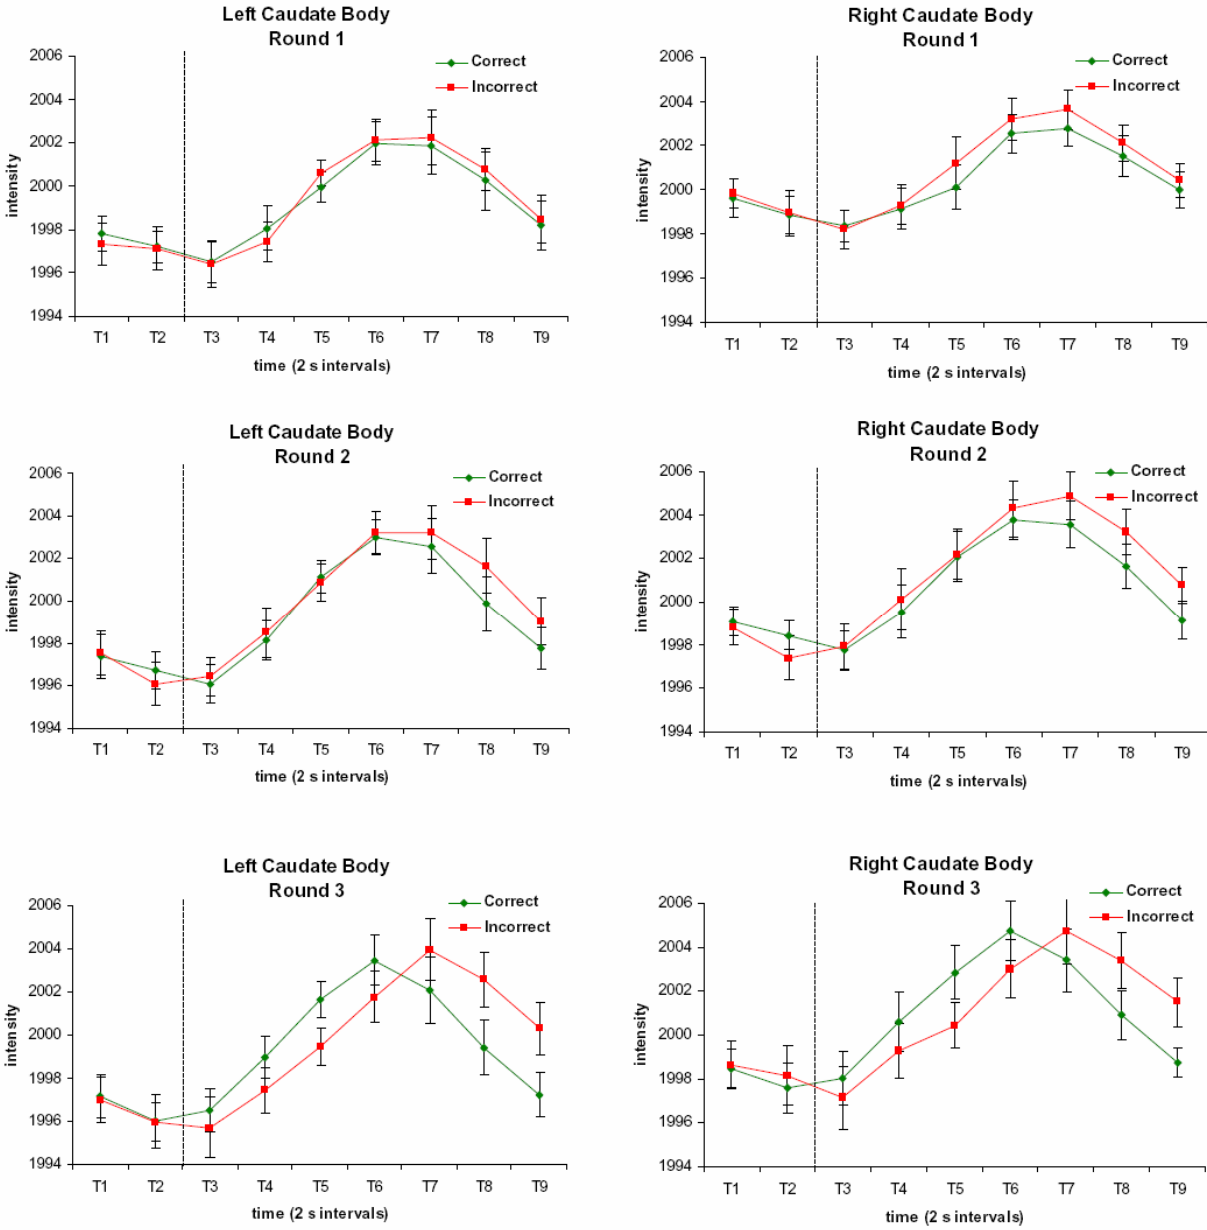 Left Caudate Body
Round 1
Correct
Incorrect
2006
2004
2002
2000
1998
1996
1994
intensity
T1 T2 T3 T4 T5 T6 T7 T8 T9
time (2 s intervals)
Right Caudate Body
Round 1
Correct
Incorrect
2006
2004
2002
2000
1998
1996
1994
intensity
T1 T2 T3 T4 T5 T6 T7 T8 T9
time (2 s intervals)
Left Caudate Body
Round 2
Correct
Incorrect
2006
2004
2002
2000
1998
1996
1994
intensity
T1 T2 T3 T4 T5 T6 T7 T8 T9
time (2 s intervals)
Right Caudate Body
Round 2
Correct
Incorrect
2006
2004
2002
2000
1998
1996
1994
intensity
T1 T2 T3 T4 T5 T6 T7 T8 T9
time (2 s intervals)
Left Caudate Body
Round 3
Correct
Incorrect
2006
2004
2002
2000
1998
1996
1994
intensity
T1 T2 T3 T4 T5 T6 T7 T8 T9
time (2 s intervals)
Right Caudate Body
Round 3
Correct
Incorrect
2006
2004
2002
2000
1998
1996
1994
intensity
T1 T2 T3 T4 T5 T6 T7 T8 T9
time (2 s intervals)